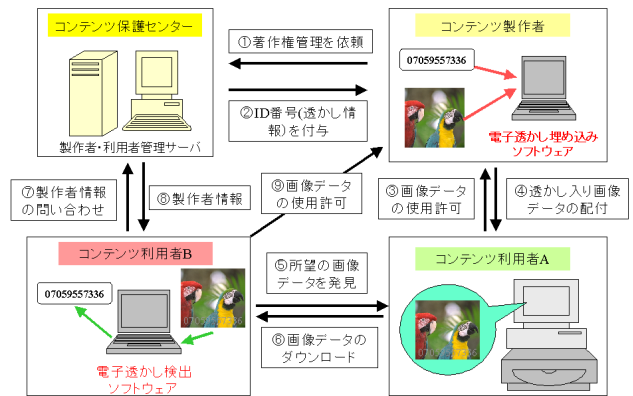 コンテンツ保護センター
製作者・利用者管理サーバ
①著作権管理を依頼
②ID番号(透かし情
報)を付与
コンテンツ製作者
07059557336
電子透かし埋め込み
ソフトウェア
⑦製作者情報
の問い合わせ
⑧製作者情報
⑨画像データ
の使用許可
③画像データ
の使用許可
④透かし入り画像
データの配付
コンテンツ利用者B
07059557336
07059557336
電子透かし検出
ソフトウェア
⑤所望の画像
データを発見
⑥画像データの
ダウンロード
コンテンツ利用者A
07059557336